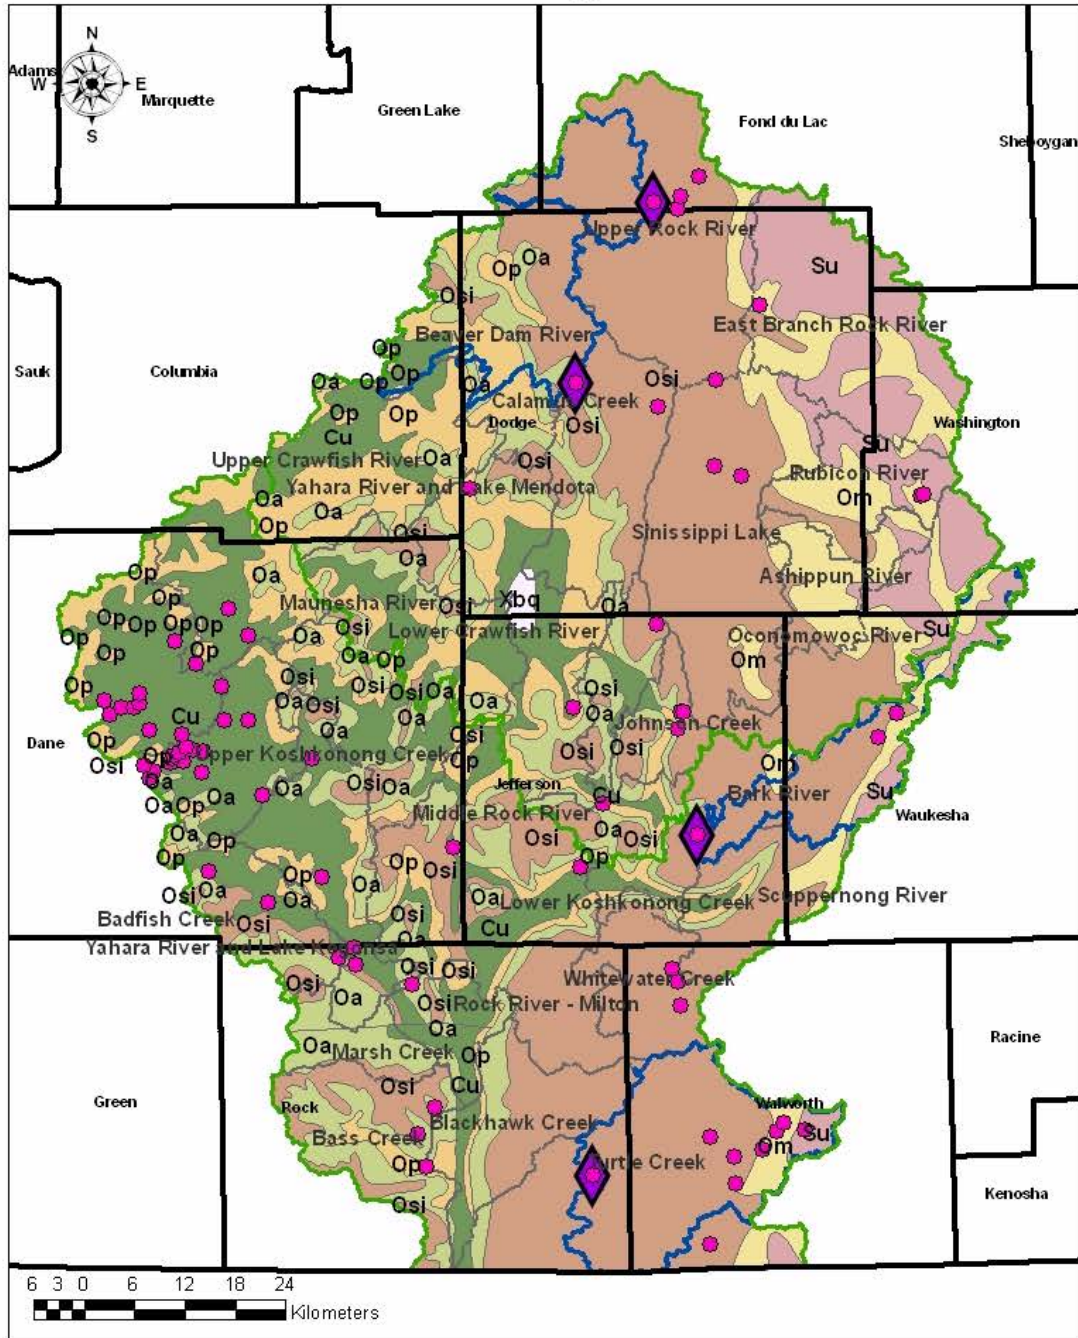 N
Adams
W E
Marquette
Green Lake
Fond du Lac
S
Sheboygan
Upper Rock River
Op Oa
Su
Osi
Beaver Dam River
East Branch Rock River
Op
Sauk
Columbia
Oa Op Op
Oa
Osi
Calamus Creek
Op Op
Dodge
Osi
Washington
Cu
Su
Upper Crawfish River Oa
Osi
Rubicon River
Yahara River and Lake Mendota
Oa
Oa
Om
Op
Osi
Sinissippi Lake
Oa
Op
Oa
Ashippun River
Op
Maunesha River Osi
Xbq
Oa
Op Op Op Op
Osi
Lower Crawfish River
Oconomowoc River
Su
Op
Oa
Op
Op
Oa Op
Om
Op
Osi
Osi Osi Oa
Osi
Oa Osi
Oa
Oa
Cu
Oa
Johnson Creek
Dane
Op
Oa
Osi
Osi
Osi
Op
Upper Koshkonong Creek
Op
Osi
Om
Oa
Oa
Osi Oa
Jefferson
Cu
Bark River
Su
Oa Op
Oa
Middle Rock River
Waukesha
Oa
Op
Osi
Oa
Osi
Op
Op
Op
Osi
Op
Osi Oa
Oa
Oa
Oa
Lower Koshkonong Creek
Scuppernong River
Badfish Creek
Osi
Osi
Cu
Yahara River and Lake Kegonsa
Oa
Osi
Osi
Osi
Whitewater Creek
Oa
Osi
Rock River - Milton
Oa
Racine
Oa
Marsh Creek
Op
Green
Rock
Osi
Cu
Walworth
Bass Creek
Blackhawk Creek
Su
Om
Op
Turtle Creek
Kenosha
Osi
6 3 0 6 12 18 24
Kilometers